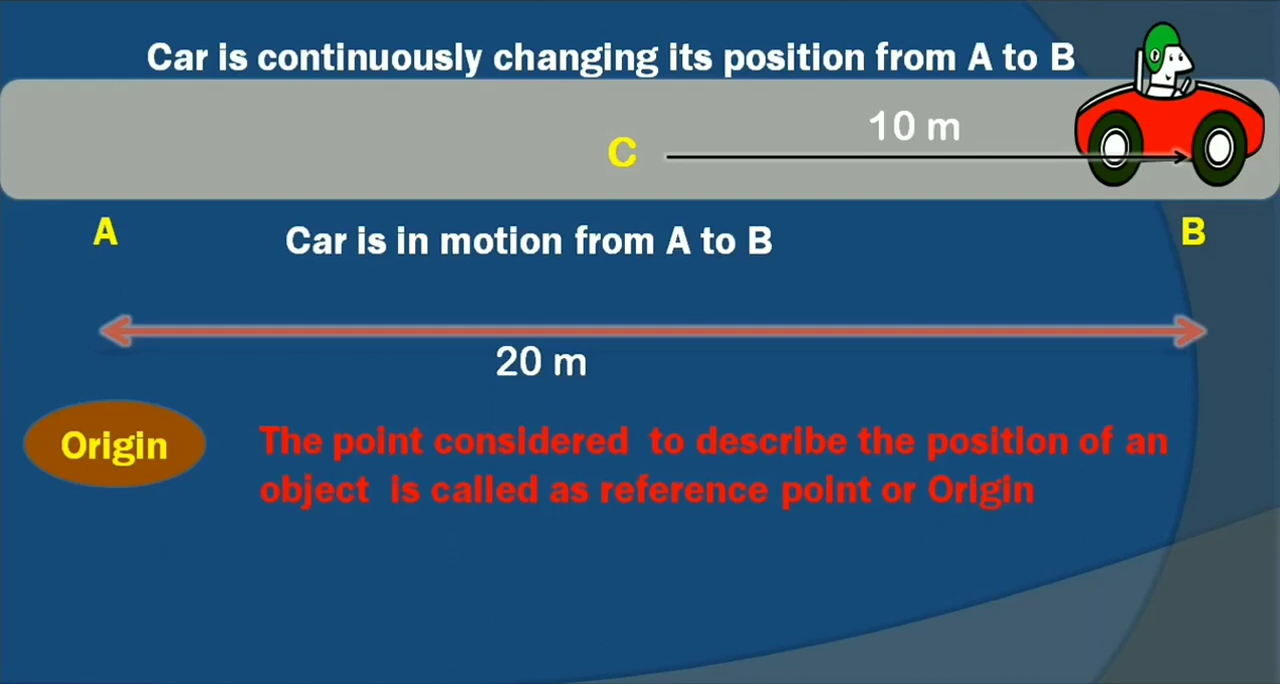 Car is continuously changing its position from A to B
10 m
C
A
B
Car is in motion from A to B
20 m
Origin
The point considered to describe the position of an
object is called as reference point or Origin